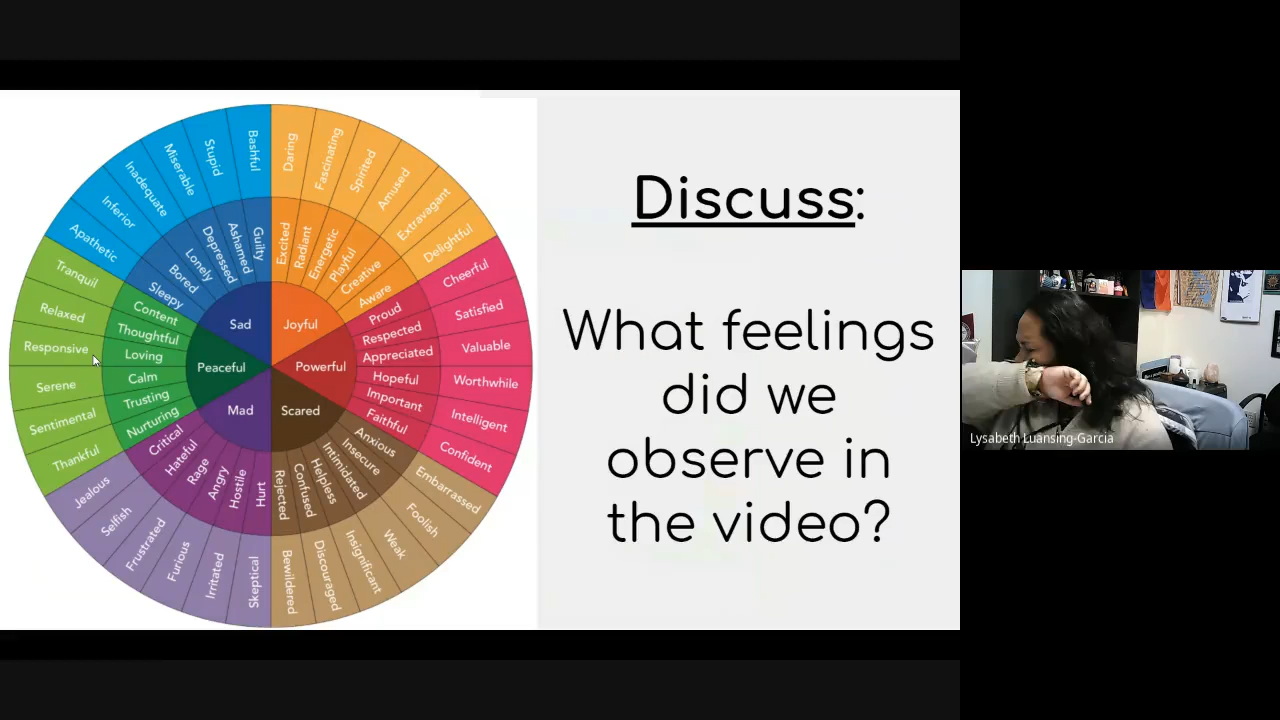 Bashful
Stupid
Miserable
Inadequate
Inferior
Apathetic
Guilty
Ashamed
Depressed
Lonely
Bored
Sleepy
Sad
Daring
Fascinating
Spirited
Amused
Extravagant
Delightful
Excited
Radiant
Energetic
Playful
Creative
Aware
Joyful
Cheerful
Satisfied
Valuable
Worthwhile
Intelligent
Confident
Proud
Respected
Appreciated
Hopeful
Important
Faithful
Powerful
Embarrassed
Foolish
Weak
Insignificant
Discouraged
Bewildered
Anxious
Insecure
Intimidated
Helpless
Confused
Rejected
Scared
Skeptical
Irritated
Furious
Frustrated
Selfish
Jealous
Hurt
Hostile
Angry
Rage
Hateful
Critical
Mad
Thankful
Sentimental
Serene
Responsive
Relaxed
Tranquil
Nurturing
Trusting
Calm
Loving
Thoughtful
Content
Peaceful
Discuss:
What feelings
did we
observe in
the video?
Lysabeth Luansing-Garcia